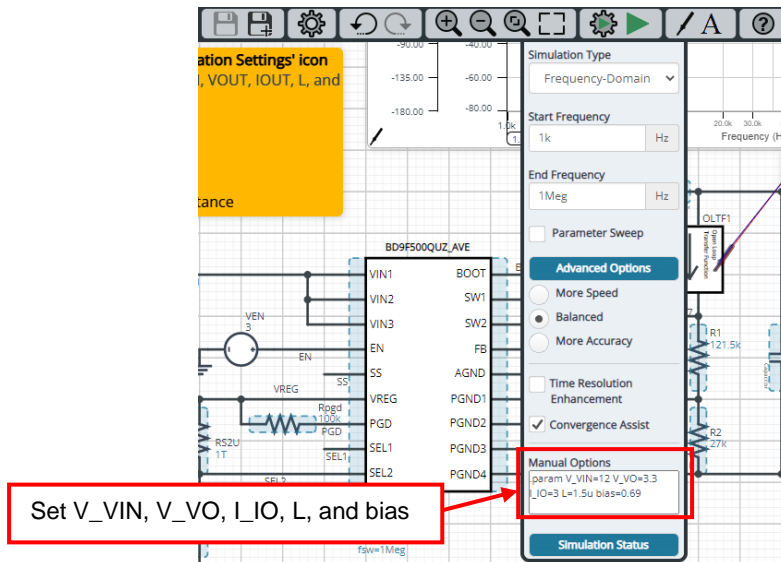 A
?
ation Settings' icon
I, VOUT, IOUT, L, and
tance
-90.00
-40.00
-135.00
-60.00
-180.00
-80.00
1.0k
20.0k
30.0k
Frequency (H
Simulation Type
Frequency-Domain
Start Frequency
1k
Hz
End Frequency
1Meg
Hz
Parameter Sweep
Advanced Options
More Speed
Balanced
More Accuracy
Time Resolution
Enhancement
Convergence Assist
Manual Options
.param V_VIN=12 V_VO=3.3
I_IO=3 L=1.5u bias=0.69
Simulation Status
BD9F500QUZ_AVE
VIN1
BOOT
VIN2
SW1
VIN3
SW2
EN
FB
SS
AGND
VREG
PGND1
PGD
PGND2
SEL1
PGND3
SEL2
PGND4
VEN
3
EN
SS
VREG
Rpgd
100k
PGD
SEL1
SEL2
RS2U
1T
fsw=1Meg
OLTF1
Open Loop
Transfer Function
R1
121.5k
R2
27k
Set V_VIN, V_VO, I_IO, L, and bias